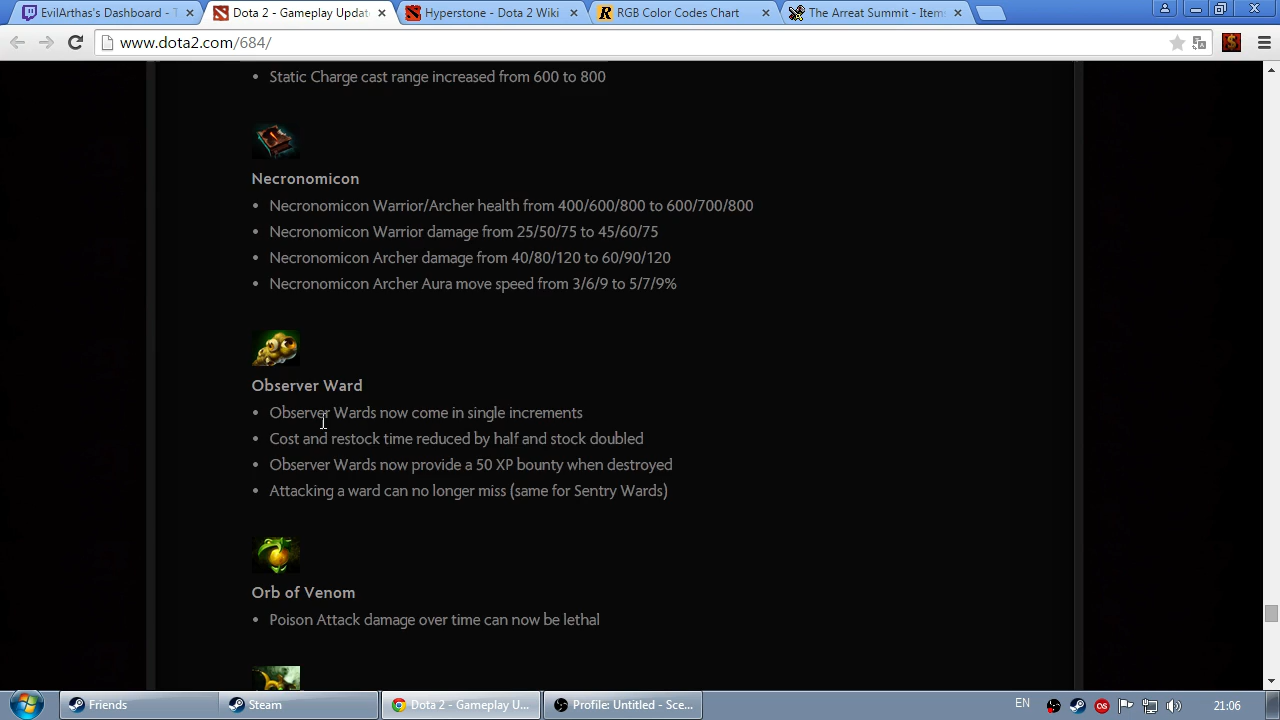 EvilArthas's Dashboard - T
Dota 2 - Gameplay Updat
Hyperstone - Dota 2 Wiki
RGB Color Codes Chart
The Arreat Summit - Item
www.dota2.com/684/
• Static Charge cast range increased from 600 to 800
Necronomicon
• Necronomicon Warrior/Archer health from 400/600/800 to 600/700/800
• Necronomicon Warrior damage from 25/50/75 to 45/60/75
• Necronomicon Archer damage from 40/80/120 to 60/90/120
• Necronomicon Archer Aura move speed from 3/6/9 to 5/7/9%
Observer Ward
• Observer Wards now come in single increments
• Cost and restock time reduced by half and stock doubled
• Observer Wards now provide a 50 XP bounty when destroyed
• Attacking a ward can no longer miss (same for Sentry Wards)
Orb of Venom
• Poison Attack damage over time can now be lethal
Friends
Steam
Dota 2 - Gameplay U...
Profile: Untitled - Sce...
EN
21:06